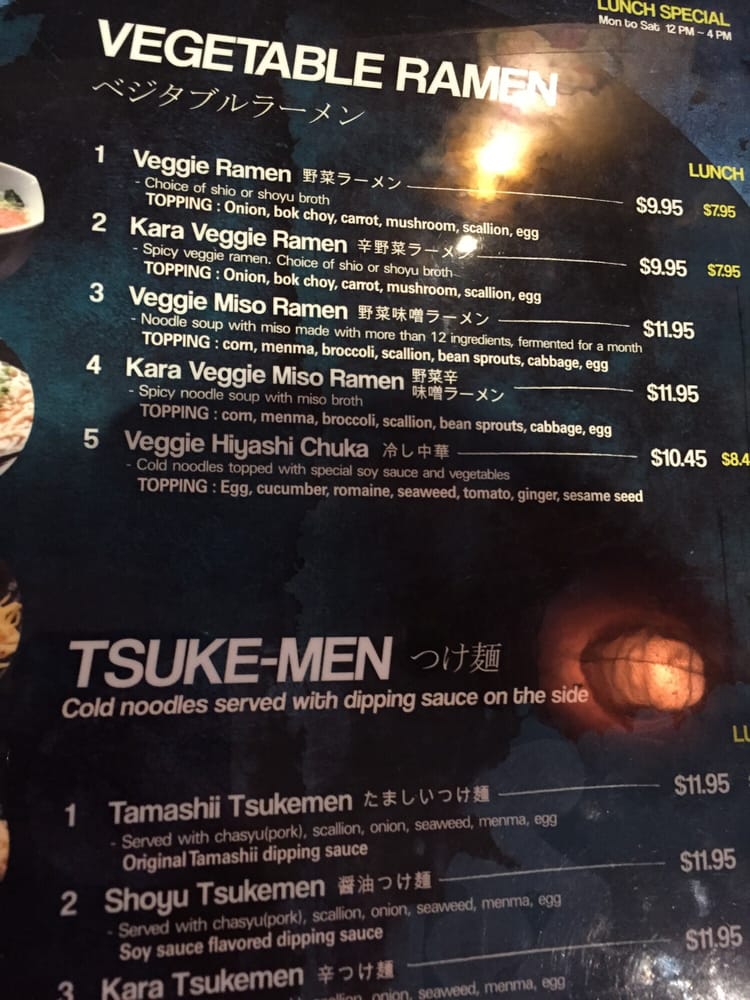 LUNCH SPECIAL
Mon to Sat 12 PM ~ 4 PM
VEGETABLE RAMEN
ベジタブルラーメン
LUNCH
1 Veggie Ramen 野菜ラーメン $9.95 $7.95
- Choice of shio or shoyu broth
TOPPING : Onion, bok choy, carrot, mushroom, scallion, egg
2 Kara Veggie Ramen 辛野菜ラーメン $9.95 $7.95
- Spicy veggie ramen. Choice of shio or shoyu broth
TOPPING : Onion, bok choy, carrot, mushroom, scallion, egg
3 Veggie Miso Ramen 野菜味噌ラーメン $11.95
- Noodle soup with miso made with more than 12 ingredients, fermented for a month
TOPPING : corn, menma, broccoli, scallion, bean sprouts, cabbage, egg
4 Kara Veggie Miso Ramen 野菜辛味噌ラーメン $11.95
- Spicy noodle soup with miso broth
TOPPING : corn, menma, broccoli, scallion, bean sprouts, cabbage, egg
5 Veggie Hiyashi Chuka 冷し中華 $10.45 $8.4
- Cold noodles topped with special soy sauce and vegetables
TOPPING : Egg, cucumber, romaine, seaweed, tomato, ginger, sesame seed
TSUKE-MEN つけ麺
Cold noodles served with dipping sauce on the side
LU
1 Tamashii Tsukemen たましいつけ麺 $11.95
- Served with chasyu(pork), scallion, onion, seaweed, menma, egg
Original Tamashii dipping sauce
2 Shoyu Tsukemen 醤油つけ麺 $11.95
- Served with chasyu(pork), scallion, onion, seaweed, menma, egg
Soy sauce flavored dipping sauce
3 Kara Tsukemen 辛つけ麺 $11.95
onion, seaweed, menma, egg